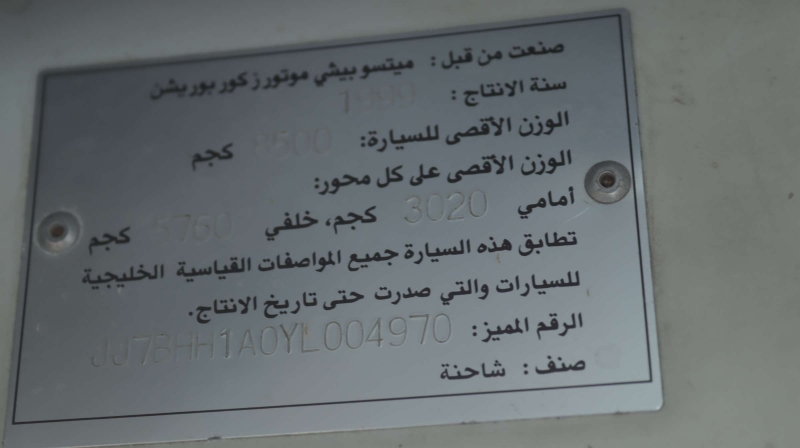 صنعت من قبل : ميتسوبيشي موتورز كوربوريشن
سنة الانتاج :
الوزن الأقصى للسيارة: كجم
الوزن الأقصى على كل محور:
أمامي 3020 كجم، خلفي كجم
تطابق هذه السيارة جميع المواصفات القياسية الخليجية
للسيارات والتي صدرت حتى تاريخ الانتاج.
الرقم المميز:
صنف : شاحنة